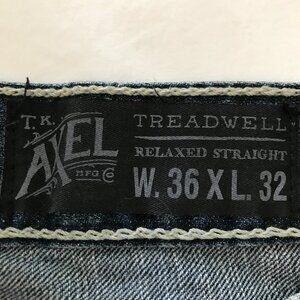 T.K.
AXEL
MFG Co
TREADWELL
RELAXED STRAIGHT
W. 36 X L. 32